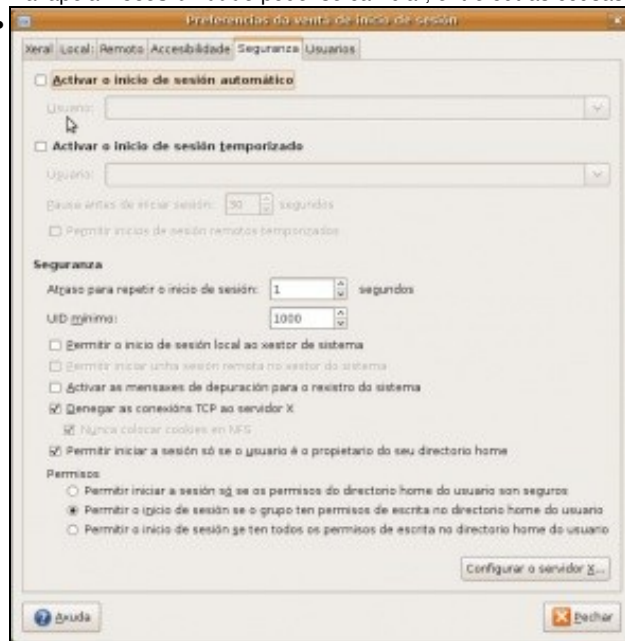 Preferencias da ventá de inicio de sesión
Xeral Local: Remoto Accesibilidade Seguranza Usuarios
Activar o inicio de sesión automático
Usuario:
Activar o inicio de sesión temporizado
Usuario:
Pausa antes de iniciar sesión: 30 segundos
Permitir inicios de sesión remotos temporizados
Seguranza
Atraso para repetir o inicio de sesión: 1 segundos
UID mínimo: 1000
Permitir o inicio de sesión local ao xestor de sistema
Permitir iniciar unha sesión remota no xestor do sistema
Activar as mensaxes de depuración para o rexistro do sistema
Denegar as conexións TCP ao servidor X
Nunca colocar cookies en NFS
Permitir iniciar a sesión só se o usuario é o propietario do seu directorio home
Permisos
Permitir iniciar a sesión só se os permisos do directorio home do usuario son seguros
Permitir o inicio de sesión se o grupo ten permisos de escrita no directorio home do usuario
Permitir o inicio de sesión se ten todos os permisos de escrita no directorio home do usuario
Configurar o servidor X...
Axuda
Pechar